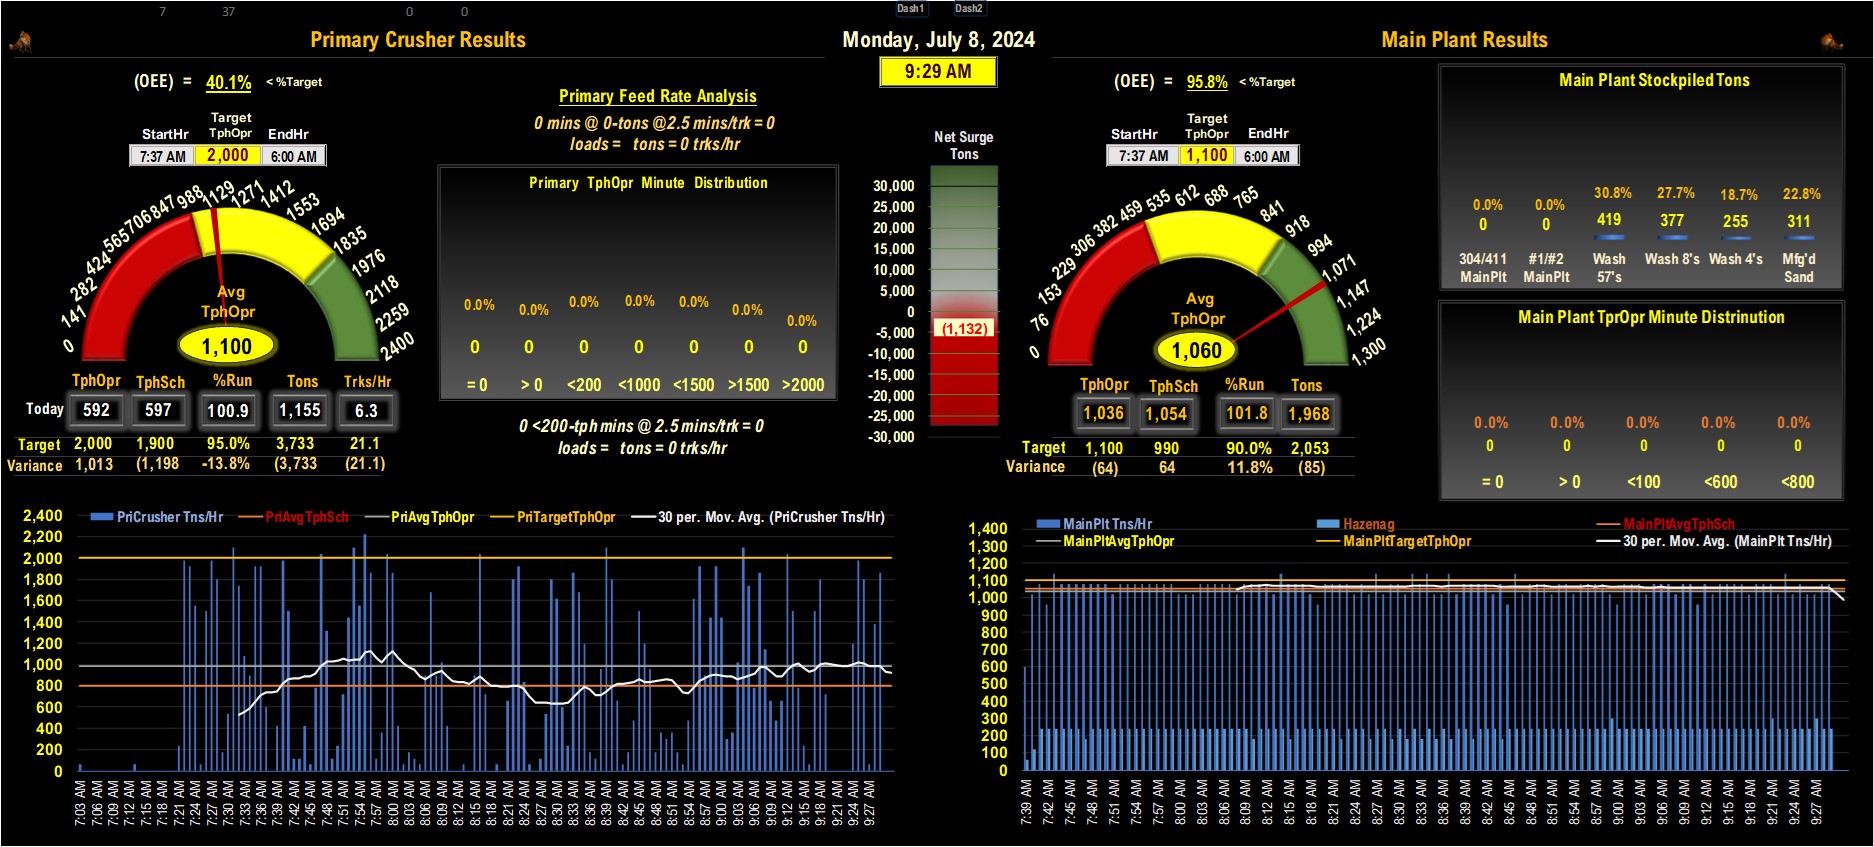 7 37 0 0 Dash1 Dash2
Primary Crusher Results
Monday, July 8, 2024
Main Plant Results
9:29 AM
(OEE) = 40.1% < %Target
StartHr Target TphOpr EndHr
7:37 AM 2,000 6:00 AM
0 141 282 424 565 706 847 988 1129 1271 1412 1553 1694 1835 1976 2118 2259 2400
Avg
TphOpr
1,100
TphOpr TphSch %Run Tons Trks/Hr
Today 592 597 100.9 1,155 6.3
Target 2,000 1,900 95.0% 3,733 21.1
Variance 1,013 (1,198 -13.8% (3,733 (21.1)
Primary Feed Rate Analysis
0 mins @ 0-tons @2.5 mins/trk = 0
loads = tons = 0 trks/hr
Primary TphOpr Minute Distribution
0.0% 0.0% 0.0% 0.0% 0.0% 0.0% 0.0%
0 0 0 0 0 0 0
= 0 > 0 <200 <1000 <1500 >1500 >2000
0 <200-tph mins @ 2.5 mins/trk = 0
loads = tons = 0 trks/hr
Net Surge
Tons
30,000
25,000
20,000
15,000
10,000
5,000
0
-5,000
-10,000
-15,000
-20,000
-25,000
-30,000
(1,132)
(OEE) = 95.8% < %Target
StartHr Target TphOpr EndHr
7:37 AM 1,100 6:00 AM
0 76 153 229 306 382 459 535 612 688 765 841 918 994 1,071 1,147 1,224 1,300
Avg
TphOpr
1,060
TphOpr TphSch %Run Tons
1,036 1,054 101.8 1,968
Target 1,100 990 90.0% 2,053
Variance (64) 64 11.8% (85)
Main Plant Stockpiled Tons
0.0% 0.0% 30.8% 27.7% 18.7% 22.8%
0 0 419 377 255 311
304/411 MainPlt #1/#2 MainPlt Wash 57's Wash 8's Wash 4's Mfg'd Sand
Main Plant TprOpr Minute Distrinution
0.0% 0.0% 0.0% 0.0% 0.0%
0 0 0 0 0
= 0 > 0 <100 <600 <800
PriCrusher Tns/Hr PriAvgTphSch PriAvgTphOpr PriTargetTphOpr 30 per. Mov. Avg. (PriCrusher Tns/Hr)
2,400
2,200
2,000
1,800
1,600
1,400
1,200
1,000
800
600
400
200
0
7:03 AM 7:06 AM 7:09 AM 7:12 AM 7:15 AM 7:18 AM 7:21 AM 7:24 AM 7:27 AM 7:30 AM 7:33 AM 7:36 AM 7:39 AM 7:42 AM 7:45 AM 7:48 AM 7:51 AM 7:54 AM 7:57 AM 8:00 AM 8:03 AM 8:06 AM 8:09 AM 8:12 AM 8:15 AM 8:18 AM 8:21 AM 8:24 AM 8:27 AM 8:30 AM 8:33 AM 8:36 AM 8:39 AM 8:42 AM 8:45 AM 8:48 AM 8:51 AM 8:54 AM 8:57 AM 9:00 AM 9:03 AM 9:06 AM 9:09 AM 9:12 AM 9:15 AM 9:18 AM 9:21 AM 9:24 AM 9:27 AM
MainPlt Tns/Hr Hazenag MainPltAvgTphSch
MainPltAvgTphOpr MainPltTargetTphOpr 30 per. Mov. Avg. (MainPlt Tns/Hr)
1,400
1,300
1,200
1,100
1,000
900
800
700
600
500
400
300
200
100
0
7:39 AM 7:42 AM 7:45 AM 7:48 AM 7:51 AM 7:54 AM 7:57 AM 8:00 AM 8:03 AM 8:06 AM 8:09 AM 8:12 AM 8:15 AM 8:18 AM 8:21 AM 8:24 AM 8:27 AM 8:30 AM 8:33 AM 8:36 AM 8:39 AM 8:42 AM 8:45 AM 8:48 AM 8:51 AM 8:54 AM 8:57 AM 9:00 AM 9:03 AM 9:06 AM 9:09 AM 9:12 AM 9:15 AM 9:18 AM 9:21 AM 9:24 AM 9:27 AM